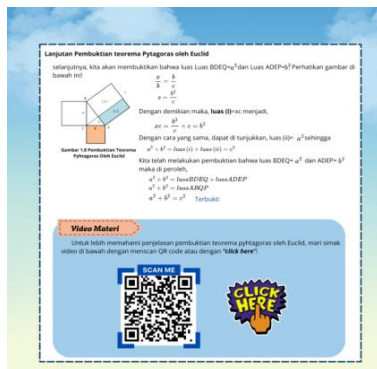 Lanjutan Pembuktian teorema Pytagoras oleh Euclid
selanjutnya, kita akan membuktikan bahwa luas Luas BDEQ=a² dan Luas ADEP=b². Perhatikan gambar di
bawah ini!
x/b = b/c
x = b²/c
Dengan demikian maka, luas (i)=xc menjadi,
xc = b²/c × c = b²
Dengan cara yang sama, dapat di tunjukkan, luas (ii)= a² sehingga
a² + b² = luas (i) + luas (ii) = c²
Gambar 1.8 Pembuktian Teorema
Pythagoras Oleh Euclid
Kita telah melakukan pembuktian bahwa luas BDEQ= a² dan ADEP= b²
maka di peroleh,
a² + b² = luasBDEQ + luasADEP
a² + b² = luasABQP
a² + b² = c² Terbukti
Video Materi
Untuk lebih memahami penjelasan pembuktian teorema pyhtagoras oleh Euclid, mari simak
video di bawah dengan menscan QR code atau dengan "click here"!
SCAN ME
CLICK
HERE